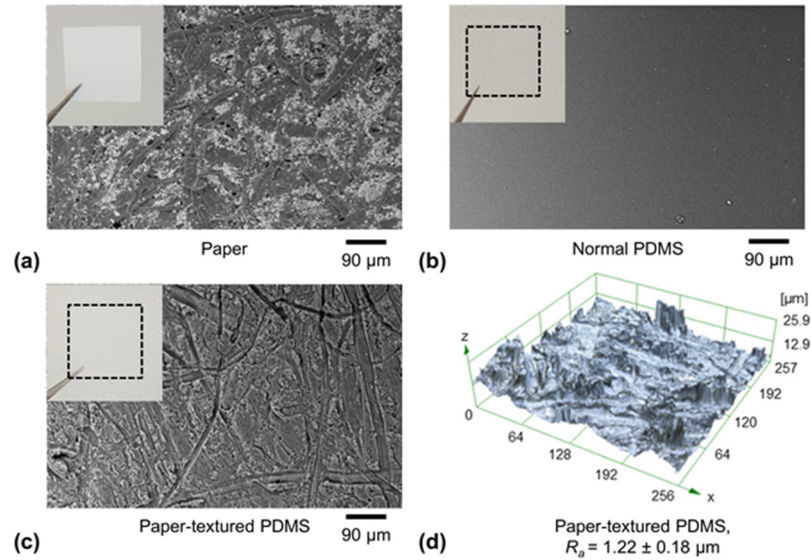 (a)
Paper
90 µm
(b)
Normal PDMS
90 µm
(c)
Paper-textured PDMS
90 µm
(d)
[µm]
25.9
12.9
257
192
120
64
z
0
64
128
192
256
x
Paper-textured PDMS,
Rₐ = 1.22 ± 0.18 µm